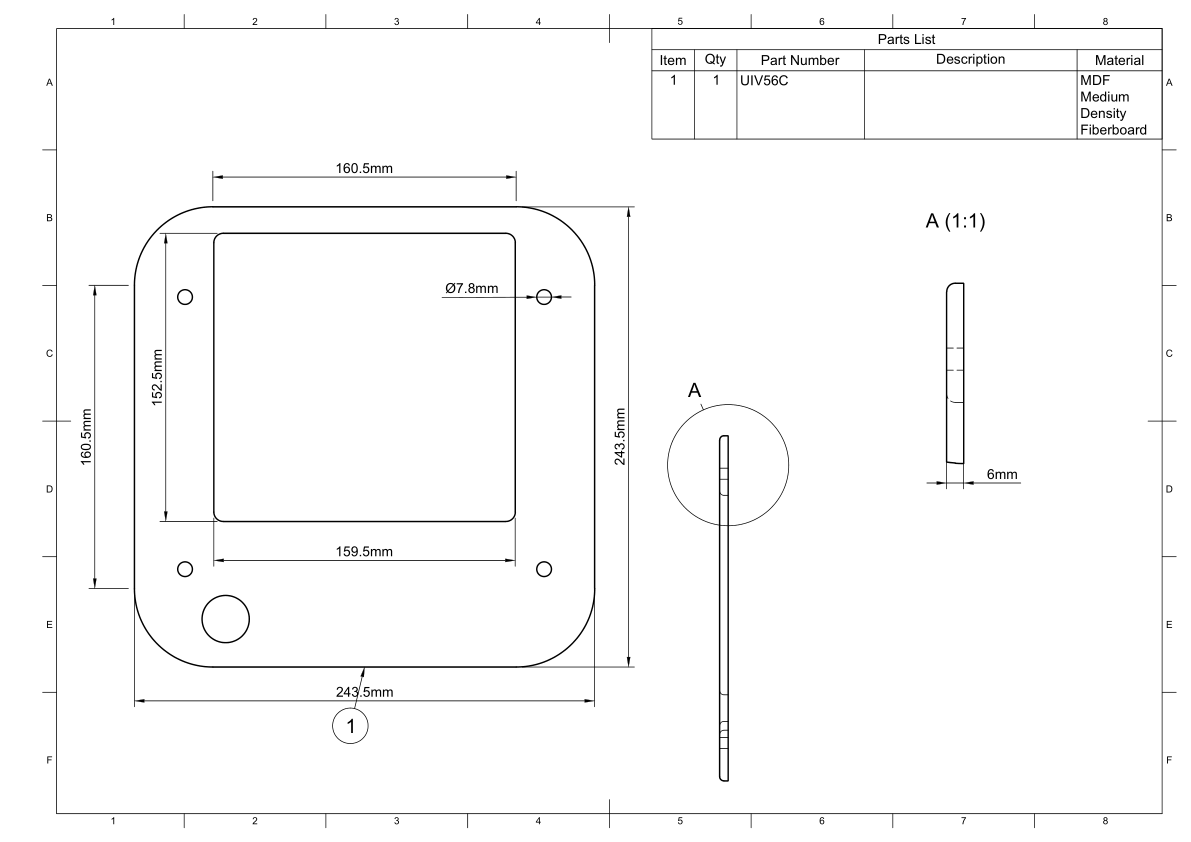 1 2 3 4 5 6 7 8
Parts List
Item Qty Part Number Description Material
1 1 UIV56C MDF
Medium
Density
Fiberboard
A A
160.5mm
B B
A (1:1)
Ø7.8mm
C C
152.5mm
A
160.5mm
243.5mm
6mm
D D
159.5mm
E E
243.5mm
1
F F
1 2 3 4 5 6 7 8